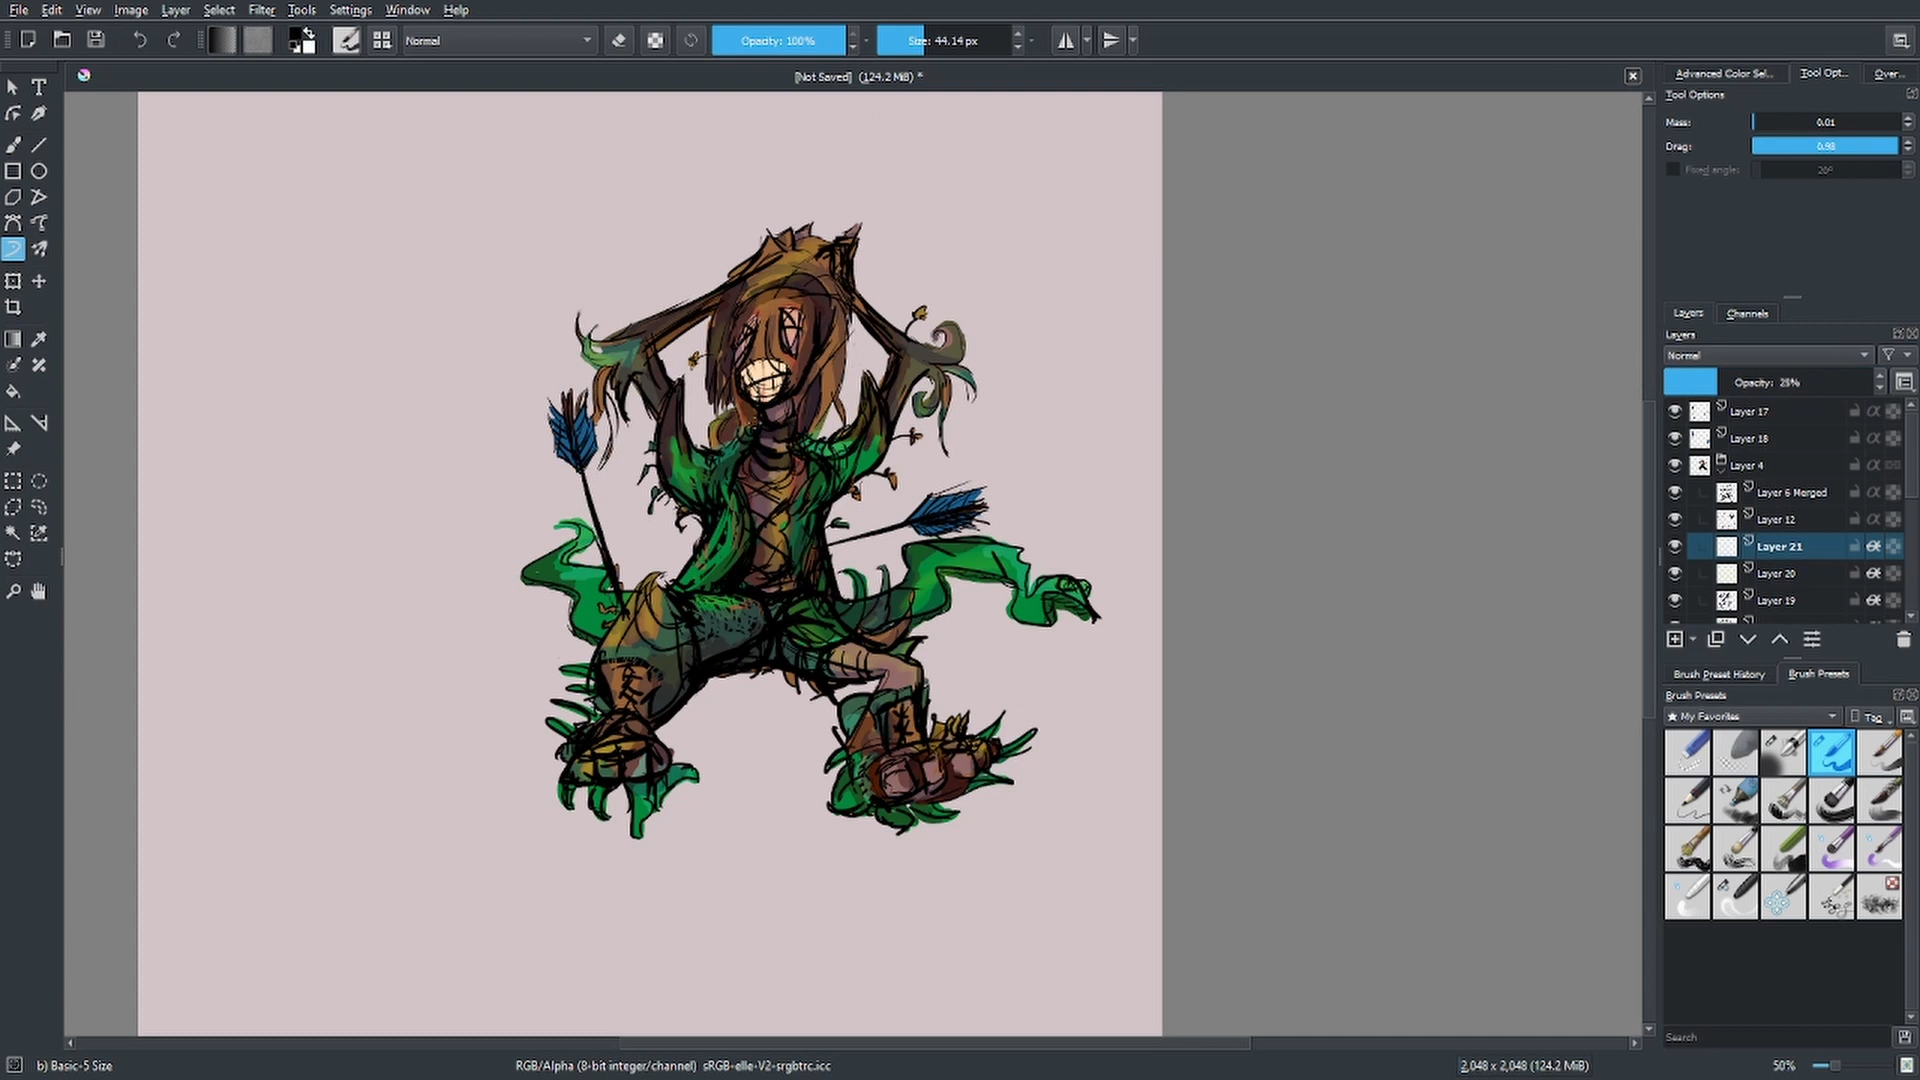 File Edit View Image Layer Select Filter Tools Settings Window Help
Normal
Opacity: 100%
Size: 44.14 px
[Not Saved] (124.2 MiB) *
Advanced Color Sel... Tool Opt... Over...
Tool Options
Mass: 0.01
Drag: 0.98
Fixed angle: 20°
Layers Channels
Layers
Normal
Opacity: 28%
Layer 17
Layer 18
Layer 4
Layer 6 Merged
Layer 12
Layer 21
Layer 20
Layer 19
Brush Preset History Brush Presets
Brush Presets
★ My Favorites Tag
Search
b) Basic-5 Size
RGB/Alpha (8-bit integer/channel) sRGB-elle-V2-srgbtrc.icc
2,048 x 2,048 (124.2 MiB)
50%